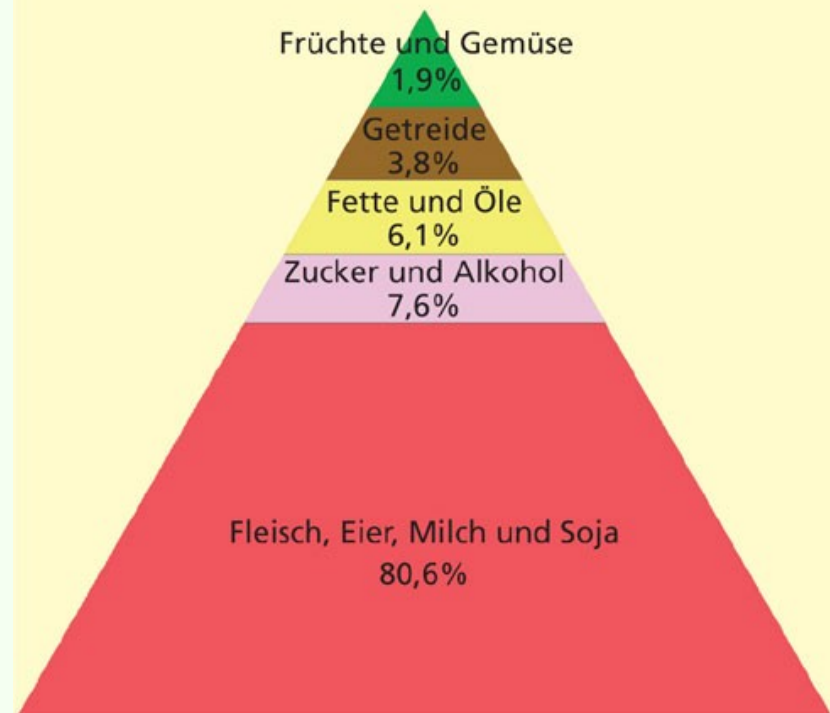 Früchte und Gemüse
1,9%
Getreide
3,8%
Fette und Öle
6,1%
Zucker und Alkohol
7,6%
Fleisch, Eier, Milch und Soja
80,6%